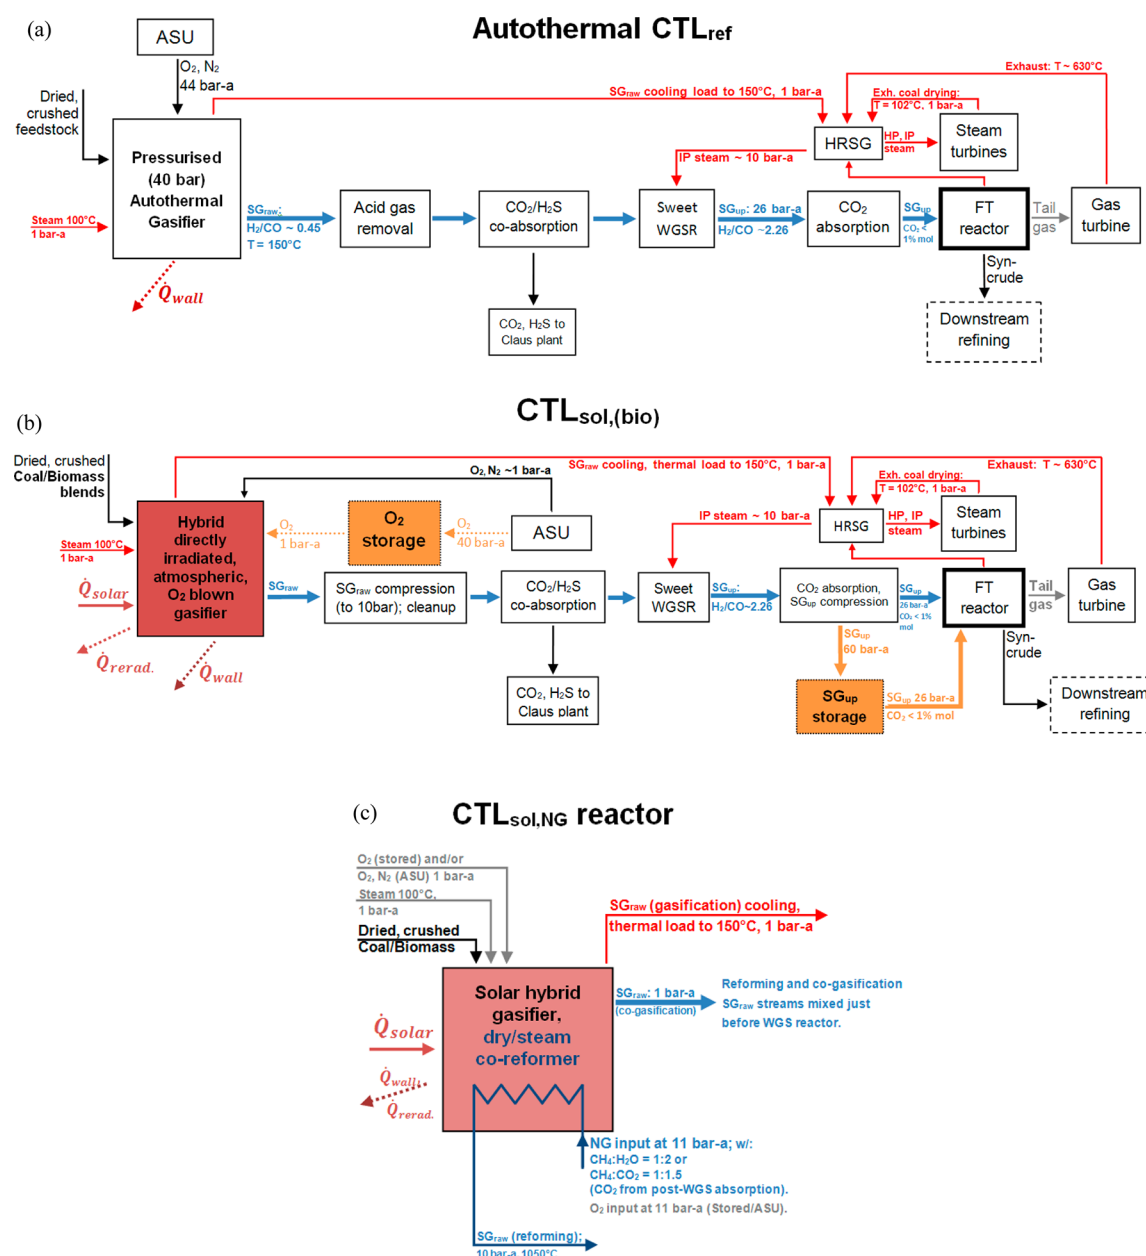 (a)
Autothermal CTLref
ASU
O₂, N₂
44 bar-a
Dried,
crushed
feedstock
Pressurised
(40 bar)
Autothermal
Gasifier
Steam 100°C
1 bar-a
Q̇wall
SGraw cooling load to 150°C, 1 bar-a
SGraw:
H₂/CO ~ 0.45
T = 150°C
Acid gas
removal
CO₂/H₂S
co-absorption
CO₂, H₂S to
Claus plant
IP steam ~ 10 bar-a
Sweet
WGSR
SGup: 26 bar-a
H₂/CO ~2.26
CO₂
absorption
SGup
CO₂ <
1% mol
HRSG
HP, IP
steam
Exh. coal drying:
T = 102°C, 1 bar-a
Steam
turbines
Exhaust: T ~ 630°C
FT
reactor
Tail
gas
Gas
turbine
Syn-
crude
Downstream
refining
(b)
CTLsol,(bio)
Dried, crushed
Coal/Biomass
blends
Hybrid
directly
irradiated,
atmospheric,
O₂ blown
gasifier
Steam 100°C
1 bar-a
Q̇solar
Q̇rerad.
Q̇wall
SGraw cooling, thermal load to 150°C, 1 bar-a
O₂, N₂ ~1 bar-a
O₂
1 bar-a
O₂
storage
O₂
40 bar-a
ASU
SGraw
SGraw compression
(to 10bar); cleanup
CO₂/H₂S
co-absorption
CO₂, H₂S to
Claus plant
IP steam ~ 10 bar-a
Sweet
WGSR
SGup:
H₂/CO~2.26
CO₂ absorption,
SGup compression
SGup
26 bar-a
CO₂ < 1%
mol
HRSG
HP, IP
steam
Exh. coal drying:
T = 102°C, 1 bar-a
Steam
turbines
Exhaust: T ~ 630°C
FT
reactor
Tail
gas
Gas
turbine
SGup
60 bar-a
SGup
storage
SGup 26 bar-a
CO₂ < 1% mol
Syn-
crude
Downstream
refining
(c)
CTLsol,NG reactor
O₂ (stored) and/or
O₂, N₂ (ASU) 1 bar-a
Steam 100°C,
1 bar-a
Dried, crushed
Coal/Biomass
SGraw (gasification) cooling,
thermal load to 150°C, 1 bar-a
Solar hybrid
gasifier,
dry/steam
co-reformer
SGraw: 1 bar-a
(co-gasification)
Reforming and co-gasification
SGraw streams mixed just
before WGS reactor.
Q̇solar
Q̇wall,
Q̇rerad.
NG input at 11 bar-a; w/:
CH₄:H₂O = 1:2 or
CH₄:CO₂ = 1:1.5
(CO₂ from post-WGS absorption).
O₂ input at 11 bar-a (Stored/ASU).
SGraw (reforming);
10 bar-a, 1050°C